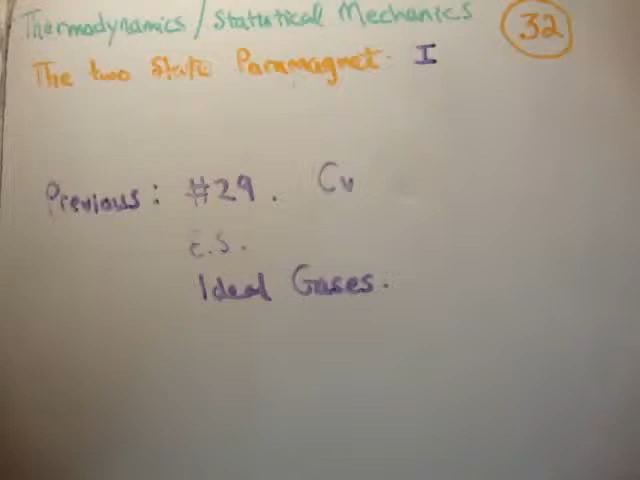 Thermodynamics / Statistical Mechanics
32
The two State Paramagnet. I
Previous: #29. Cv
c.s.
Ideal Gases.